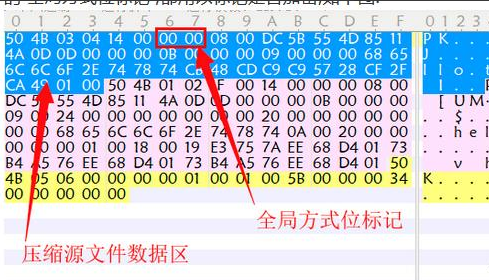 0 1 2 3 4 5 6 7 8 9 A B C D E F 0 1 2 3
50 4B 03 04 14 00 00 00 08 00 DC 5B 55 4D 85 11 PK . .
4A 0D 0D 00 00 00 0B 00 00 00 09 00 00 00 68 65 J . . .
6C 6C 6F 2E 74 78 74 CB 48 CD C9 C9 57 28 CF 2F l l o . t
CA 49 01 00 50 4B 01 02 00 14 00 00 00 08 00
DC 55 4D 85 11 4A 0D 0D 00 00 00 0B 00 00 00 [ UM
09 00 24 00 00 00 00 00 00 00 20 00 00 00 00 00 . . $ .
00 00 68 65 6C 6C 6F 2E 74 78 74 0A 00 20 00 00 . . h e
00 00 00 01 00 18 00 19 E3 75 7A EE 68 D4 01 73
B4 A5 76 EE 68 D4 01 73 B4 A5 76 EE 68 D4 01 50 v h
4B 05 06 00 00 00 00 01 00 01 00 5B 00 00 00 34 K . . . .
00 00 00 00 00 . . . .
全局方式位标记
压缩源文件数据区